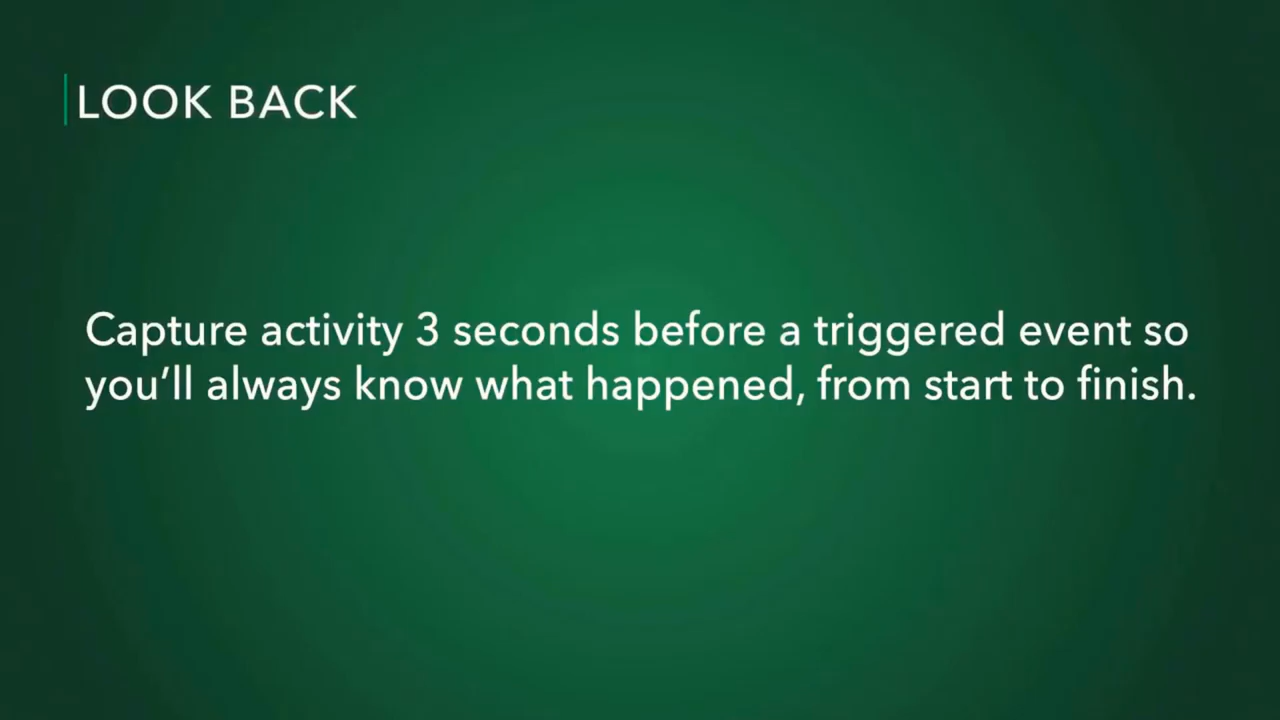 LOOK BACK
Capture activity 3 seconds before a triggered event so
you’ll always know what happened, from start to finish.